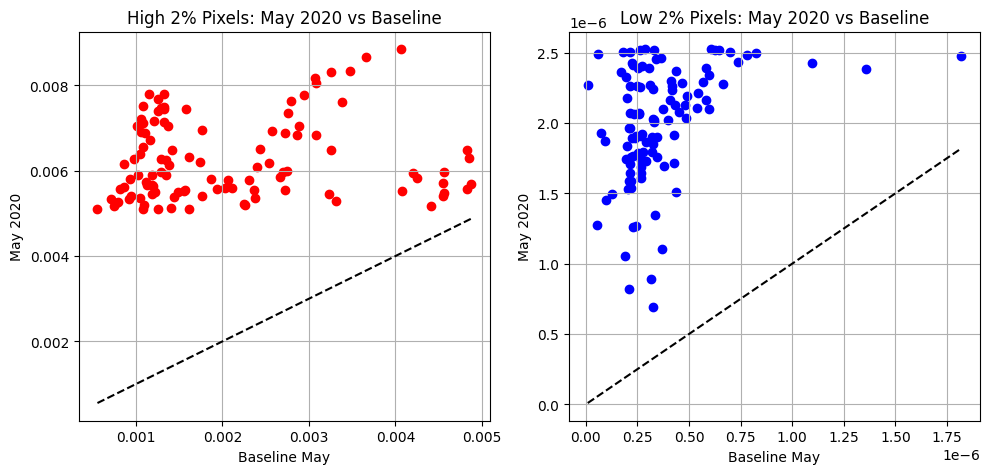 High 2% Pixels: May 2020 vs Baseline
May 2020
0.008
0.006
0.004
0.002
0.001
0.002
0.003
0.004
0.005
Baseline May
1e−6
Low 2% Pixels: May 2020 vs Baseline
May 2020
2.5
2.0
1.5
1.0
0.5
0.0
0.00
0.25
0.50
0.75
1.00
1.25
1.50
1.75
1e−6
Baseline May